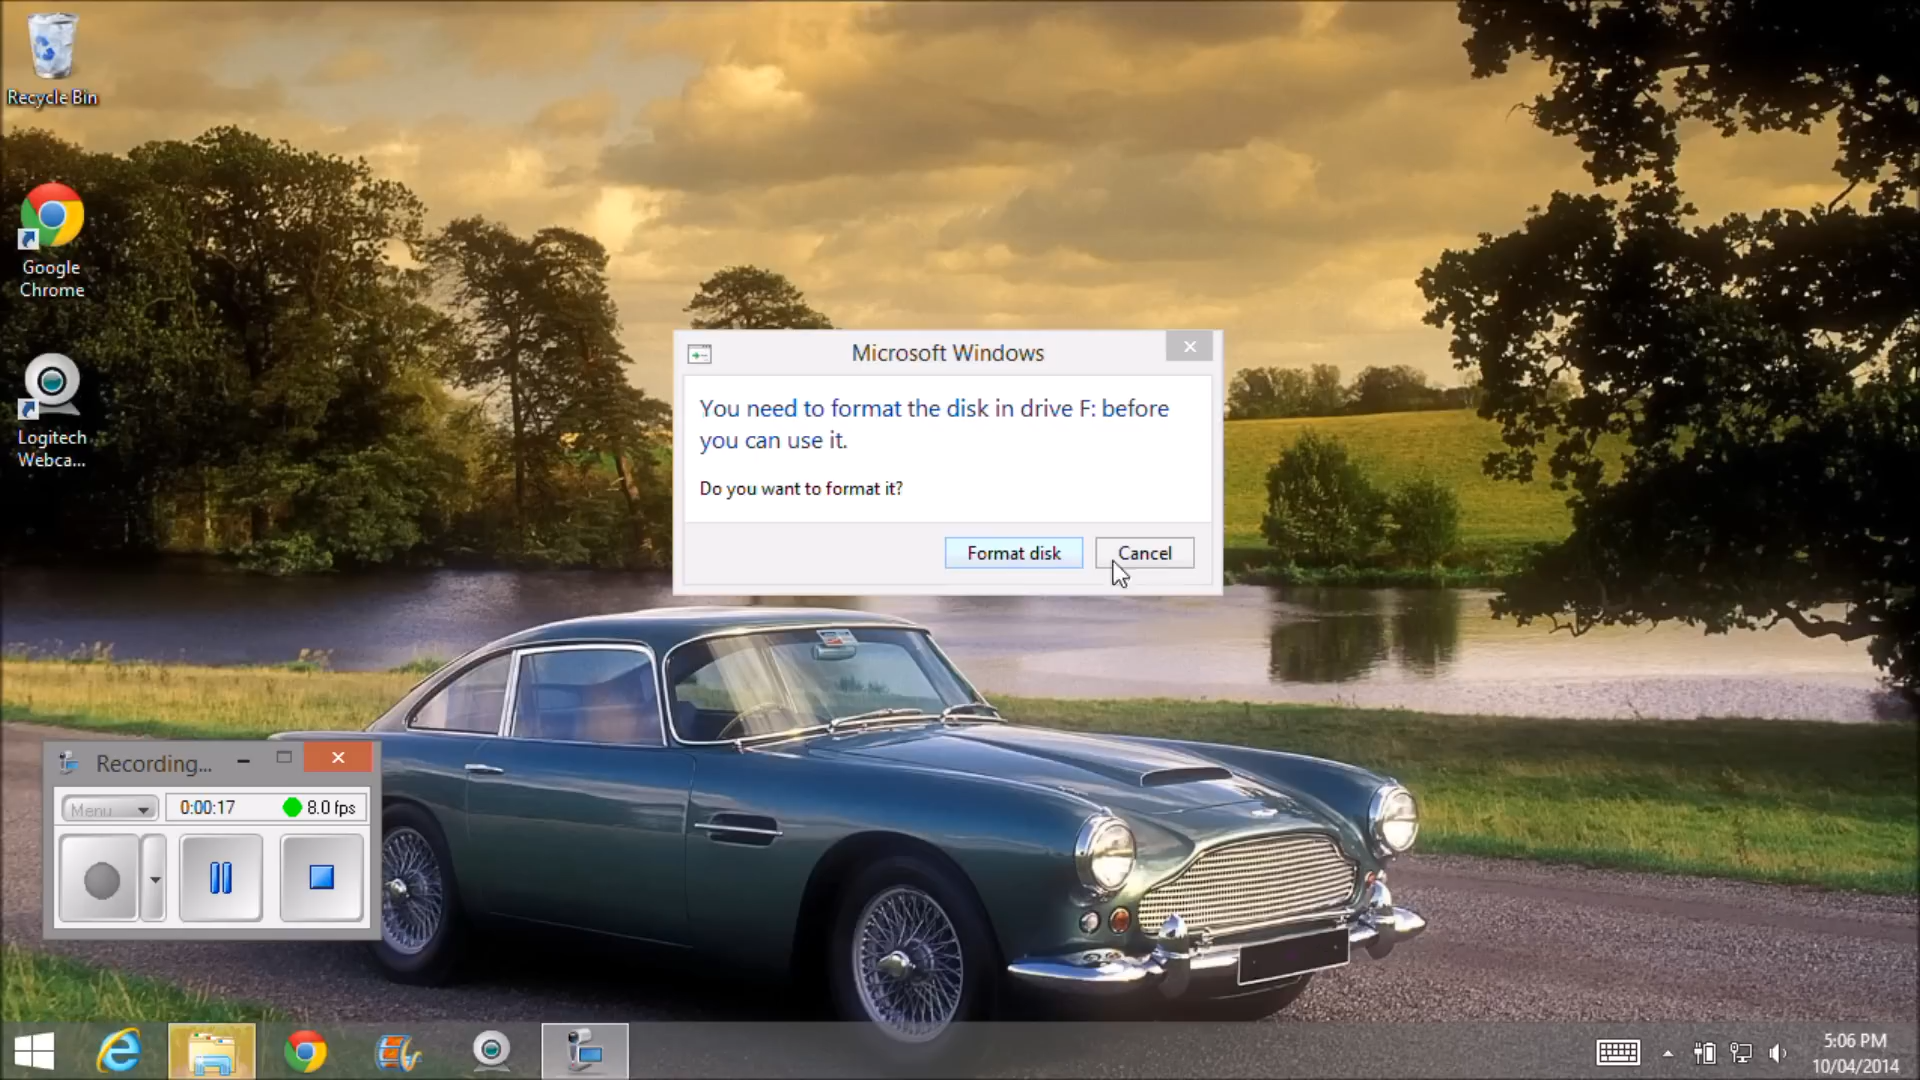 Recycle Bin
Google
Chrome
Logitech
Webca...
Microsoft Windows
You need to format the disk in drive F: before
you can use it.
Do you want to format it?
Format disk
Cancel
Recording...
Menu
0:00:17
8.0 fps
5:06 PM
10/04/2014